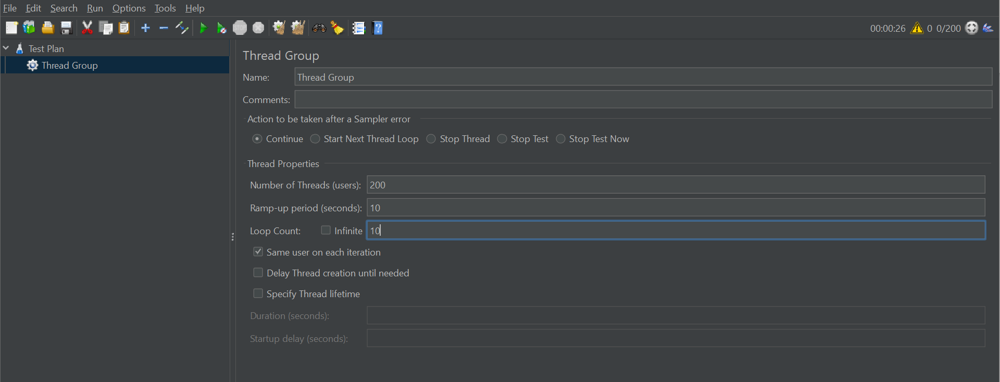 File Edit Search Run Options Tools Help
STOP 00:00:26 0 0/200
Test Plan
Thread Group
Thread Group
Name: Thread Group
Comments:
Action to be taken after a Sampler error
Continue Start Next Thread Loop Stop Thread Stop Test Stop Test Now
Thread Properties
Number of Threads (users): 200
Ramp-up period (seconds): 10
Loop Count: Infinite 10
Same user on each iteration
Delay Thread creation until needed
Specify Thread lifetime
Duration (seconds):
Startup delay (seconds):